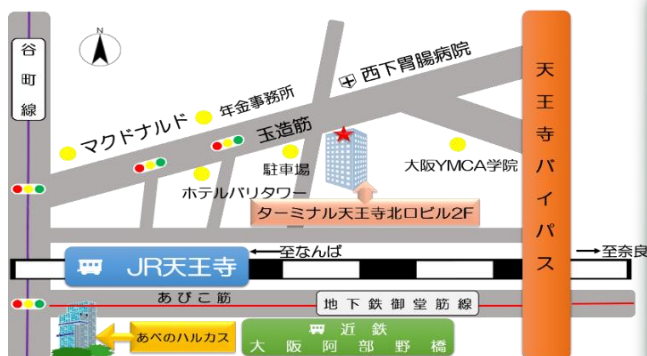 N
谷町線
天王寺バイパス
西下胃腸病院
年金事務所
マクドナルド
玉造筋
駐車場
大阪YMCA学院
ホテルバリタワー
ターミナル天王寺北口ビル2F
至なんば
至奈良
JR天王寺
あびこ筋
地下鉄御堂筋線
あべのハルカス
近鉄
大阪阿部野橋